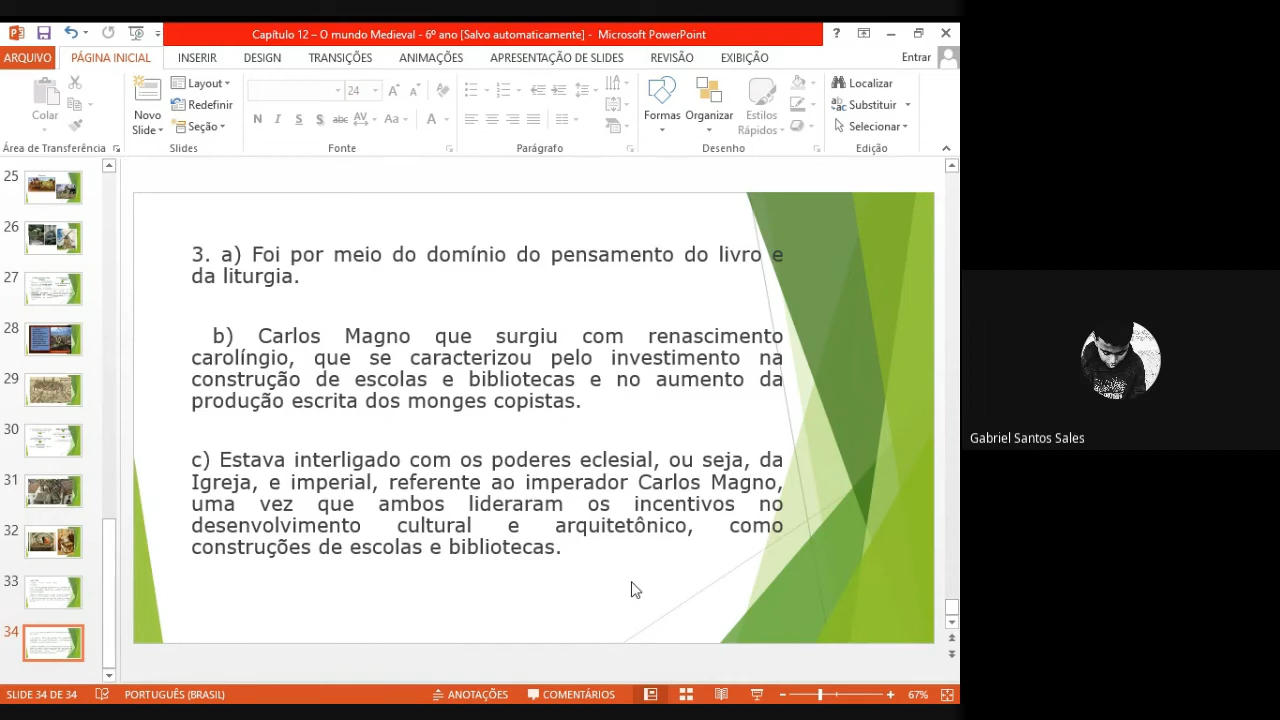 Capítulo 12 – O mundo Medieval - 6º ano [Salvo automaticamente] - Microsoft PowerPoint
?
ARQUIVO PÁGINA INICIAL INSERIR DESIGN TRANSIÇÕES ANIMAÇÕES APRESENTAÇÃO DE SLIDES REVISÃO EXIBIÇÃO Entrar
Colar
Novo
Slide
Layout
Redefinir
Seção
24
N I S S abc AV Aa A
Formas Organizar Estilos
Rápidos
Localizar
Substituir
Selecionar
Área de Transferência Slides Fonte Parágrafo Desenho Edição
25
26
27
28
29
30
31
32
33
34
3. a) Foi por meio do domínio do pensamento do livro e
da liturgia.
b) Carlos Magno que surgiu com renascimento
carolíngio, que se caracterizou pelo investimento na
construção de escolas e bibliotecas e no aumento da
produção escrita dos monges copistas.
c) Estava interligado com os poderes eclesial, ou seja, da
Igreja, e imperial, referente ao imperador Carlos Magno,
uma vez que ambos lideraram os incentivos no
desenvolvimento cultural e arquitetônico, como
construções de escolas e bibliotecas.
Gabriel Santos Sales
SLIDE 34 DE 34 PORTUGUÊS (BRASIL) ANOTAÇÕES COMENTÁRIOS 67%